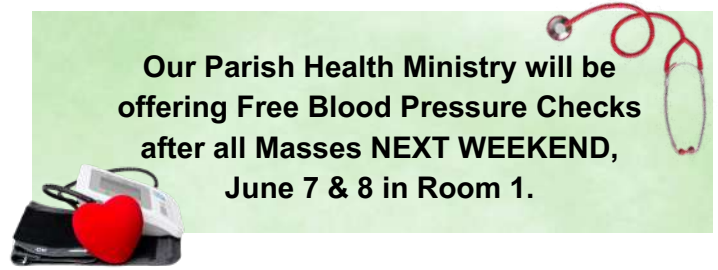 Our Parish Health Ministry will be
offering Free Blood Pressure Checks
after all Masses NEXT WEEKEND,
June 7 & 8 in Room 1.